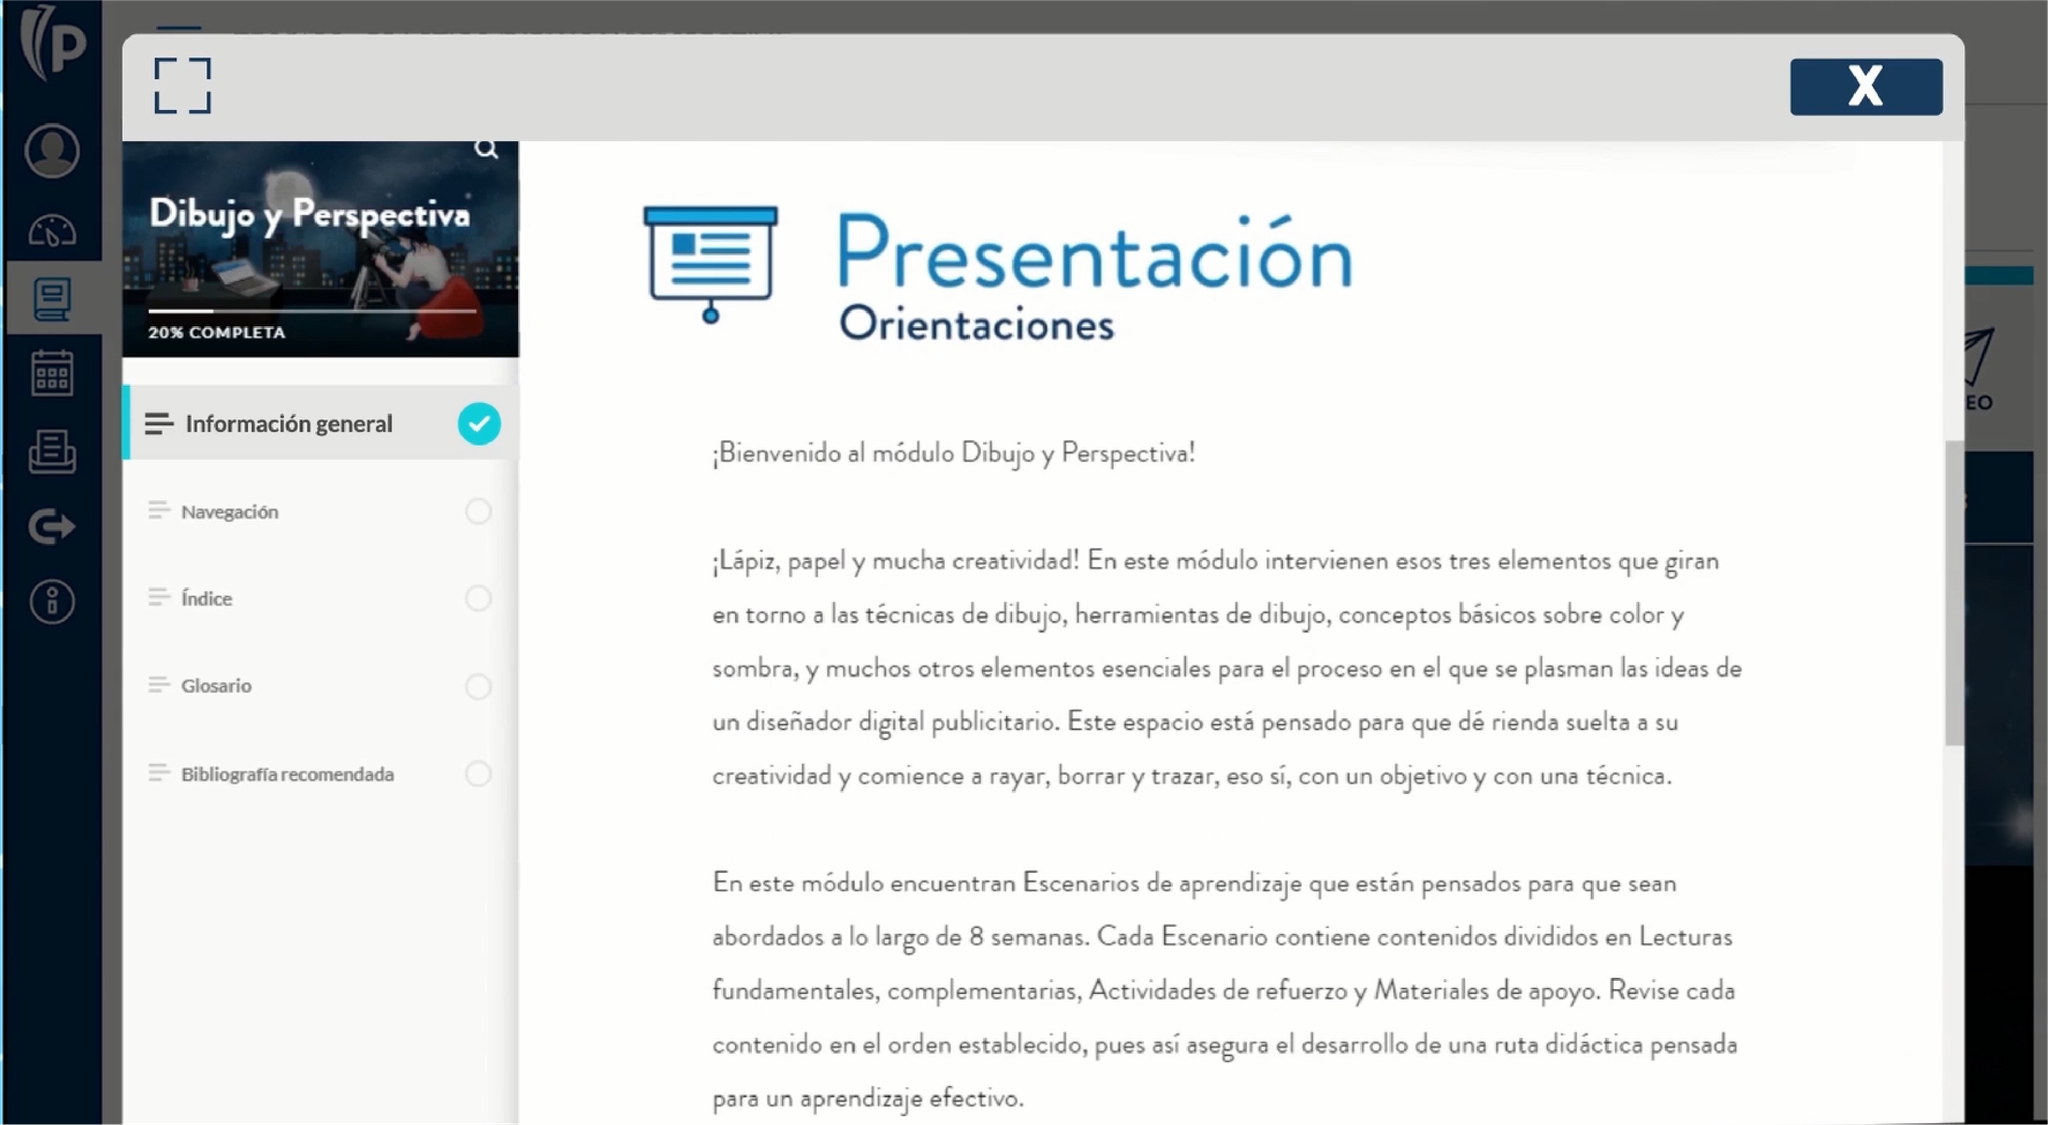 P
X
Dibujo y Perspectiva
20% COMPLETA
Información general
Navegación
Índice
Glosario
Bibliografía recomendada
Presentación
Orientaciones
¡Bienvenido al módulo Dibujo y Perspectiva!
¡Lápiz, papel y mucha creatividad! En este módulo intervienen esos tres elementos que giran
en torno a las técnicas de dibujo, herramientas de dibujo, conceptos básicos sobre color y
sombra, y muchos otros elementos esenciales para el proceso en el que se plasman las ideas de
un diseñador digital publicitario. Este espacio está pensado para que dé rienda suelta a su
creatividad y comience a rayar, borrar y trazar, eso sí, con un objetivo y con una técnica.
En este módulo encuentran Escenarios de aprendizaje que están pensados para que sean
abordados a lo largo de 8 semanas. Cada Escenario contiene contenidos divididos en Lecturas
fundamentales, complementarias, Actividades de refuerzo y Materiales de apoyo. Revise cada
contenido en el orden establecido, pues así asegura el desarrollo de una ruta didáctica pensada
para un aprendizaje efectivo.
EO